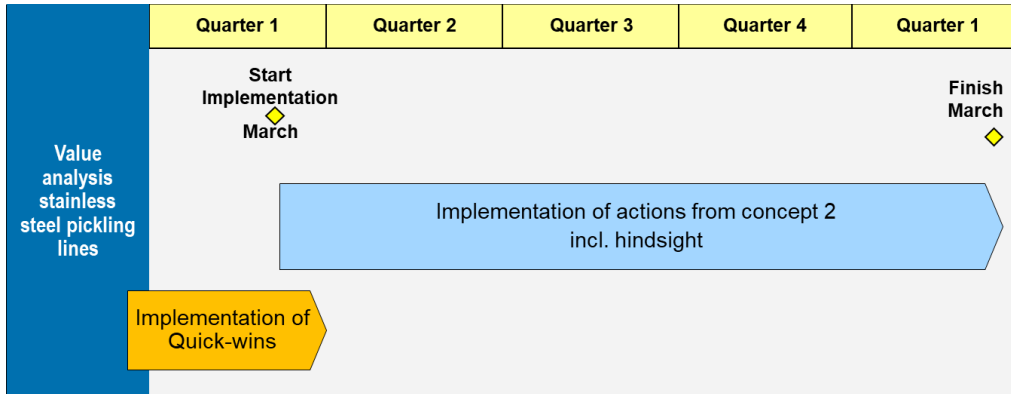 Quarter 1
Quarter 2
Quarter 3
Quarter 4
Quarter 1
Value
analysis
stainless
steel pickling
lines
Start
Implementation
March
Finish
March
Implementation of actions from concept 2
incl. hindsight
Implementation of
Quick-wins